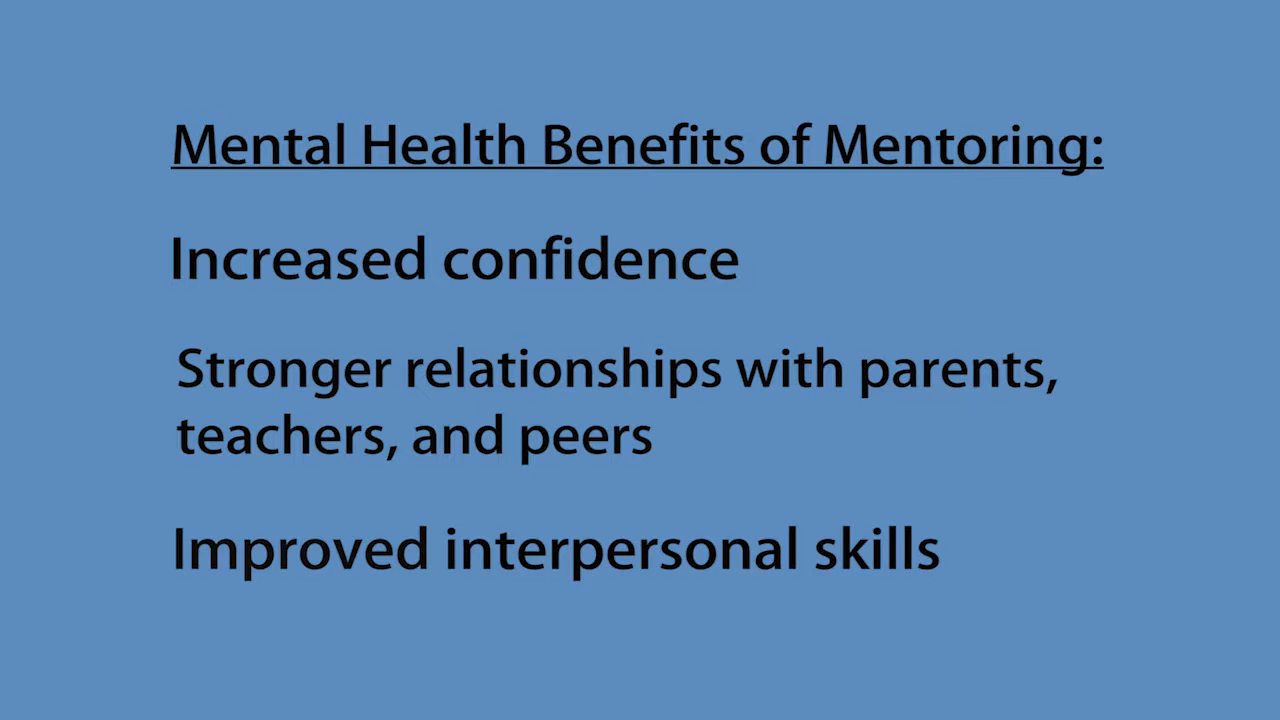 Mental Health Benefits of Mentoring:
Increased confidence
Stronger relationships with parents,
teachers, and peers
Improved interpersonal skills